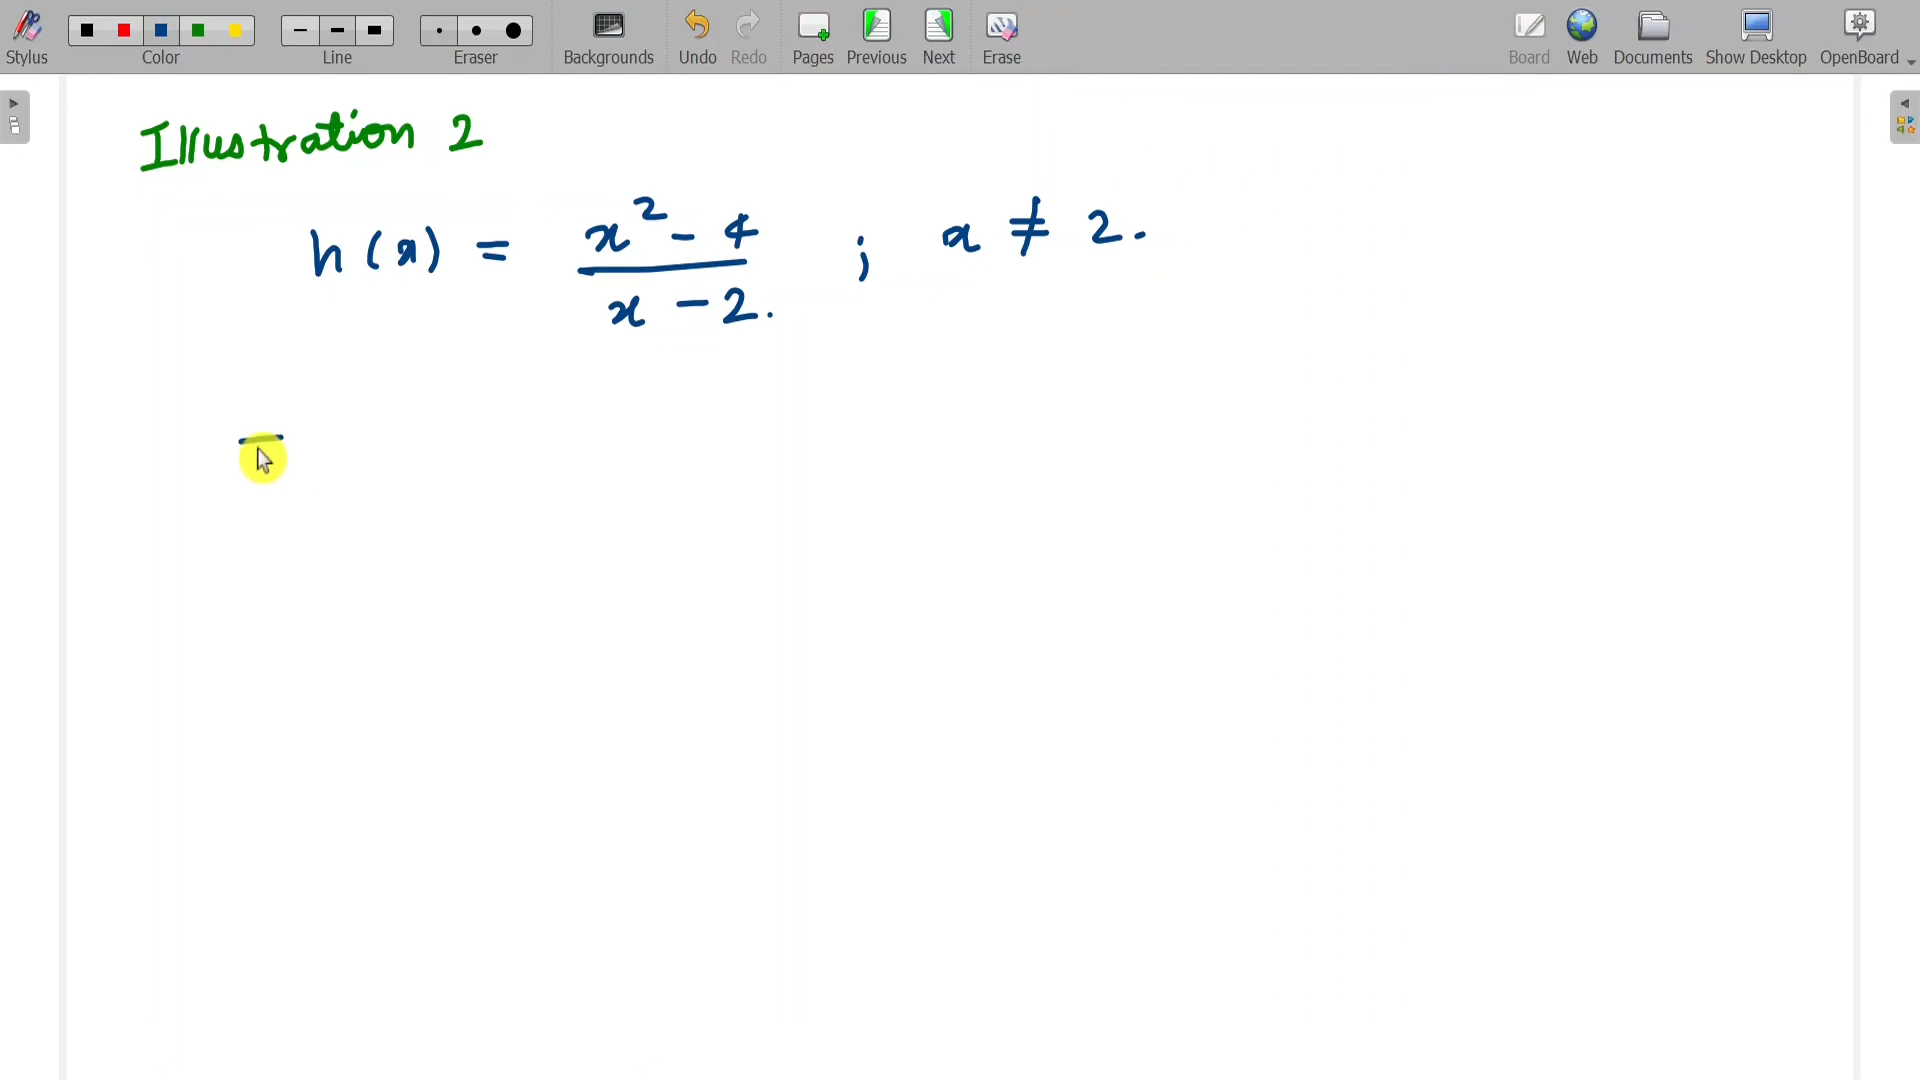 Stylus Color Line Eraser Backgrounds Undo Redo Pages Previous Next Erase Board Web Documents Show Desktop OpenBoard
Illustration 2
h(x) = x² - 4 / x - 2. ; x ≠ 2.